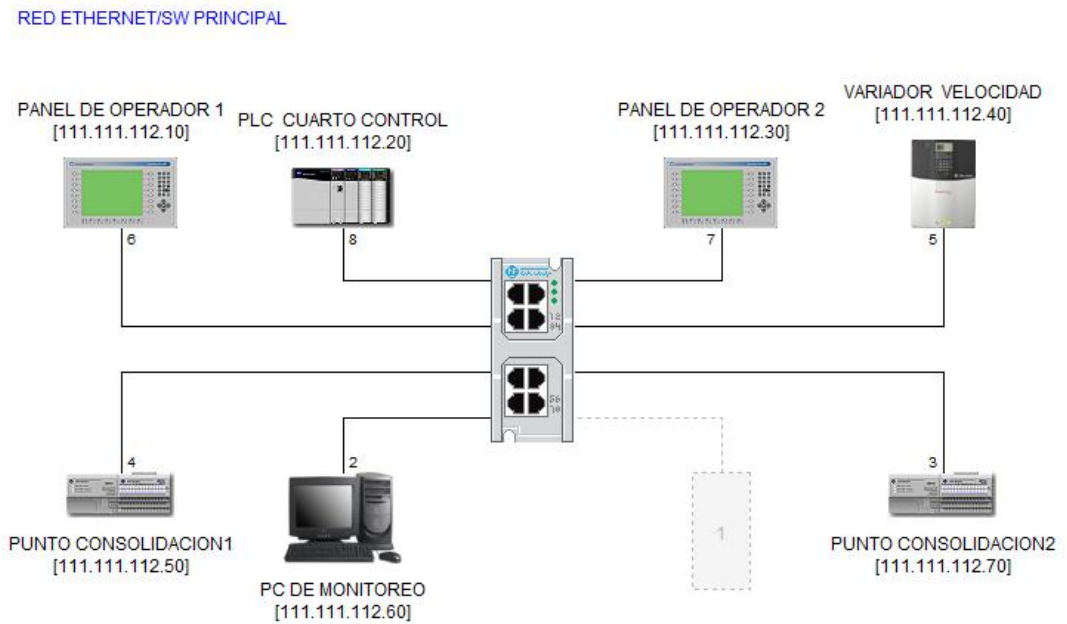 RED ETHERNET/SW PRINCIPAL
PANEL DE OPERADOR 1
[111.111.112.10]
PLC CUARTO CONTROL
[111.111.112.20]
PANEL DE OPERADOR 2
[111.111.112.30]
VARIADOR VELOCIDAD
[111.111.112.40]
6
8
7
5
4
2
3
1
PUNTO CONSOLIDACION1
[111.111.112.50]
PC DE MONITOREO
[111.111.112.60]
PUNTO CONSOLIDACION2
[111.111.112.70]